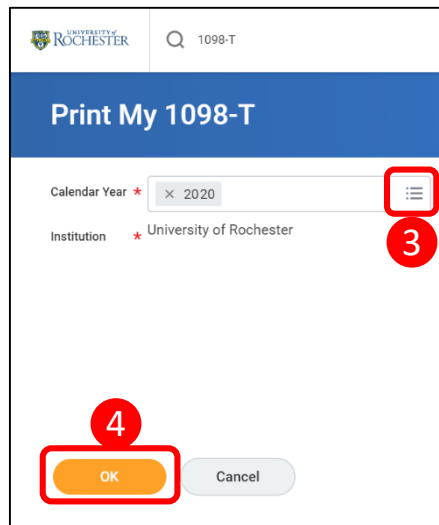 UNIVERSITY of
ROCHESTER
1098-T
Print My 1098-T
Calendar Year * × 2020
3
Institution * University of Rochester
4
OK Cancel